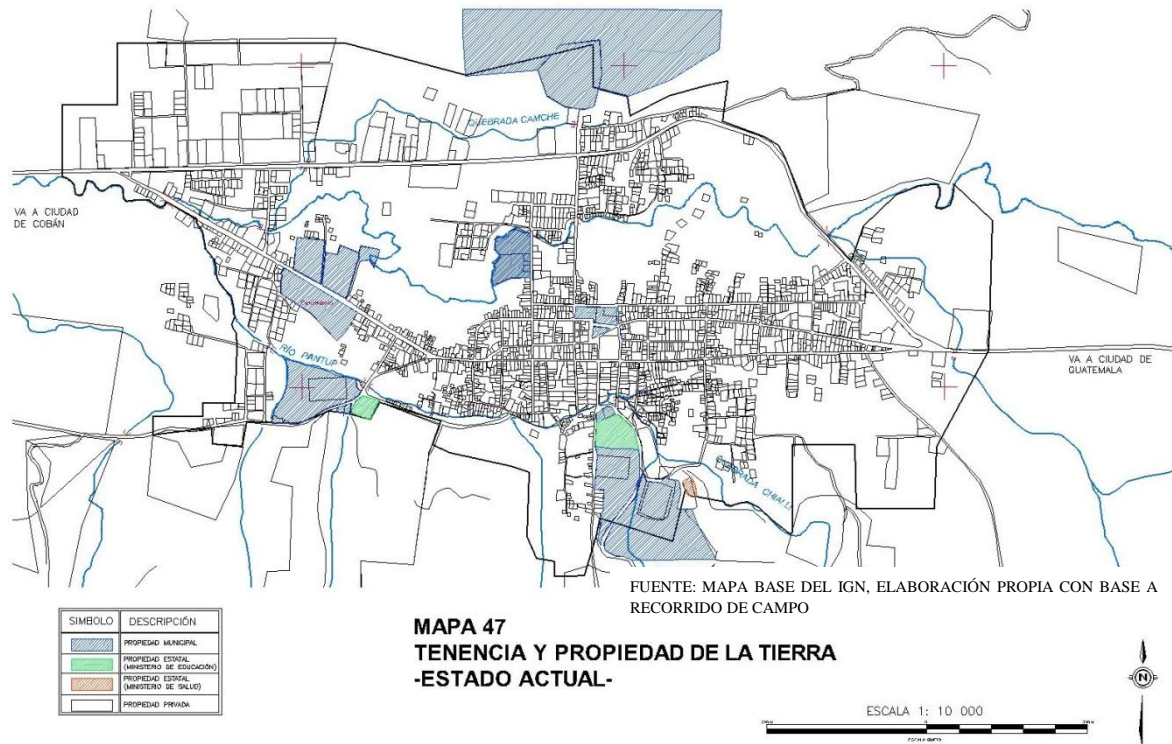 QUEBRADA CAMCHE
VA A CIUDAD
DE COBÁN
RÍO PANTUP
VA A CIUDAD DE
GUATEMALA
QUEBRADA CHIALLI
FUENTE: MAPA BASE DEL IGN, ELABORACIÓN PROPIA CON BASE A
RECORRIDO DE CAMPO
SIMBOLO DESCRIPCIÓN
PROPIEDAD MUNICIPAL
PROPIEDAD ESTATAL
(MINISTERIO DE EDUCACIÓN)
PROPIEDAD ESTATAL
(MINISTERIO DE SALUD)
PROPIEDAD PRIVADA
MAPA 47
TENENCIA Y PROPIEDAD DE LA TIERRA
-ESTADO ACTUAL-
N
ESCALA 1: 10 000